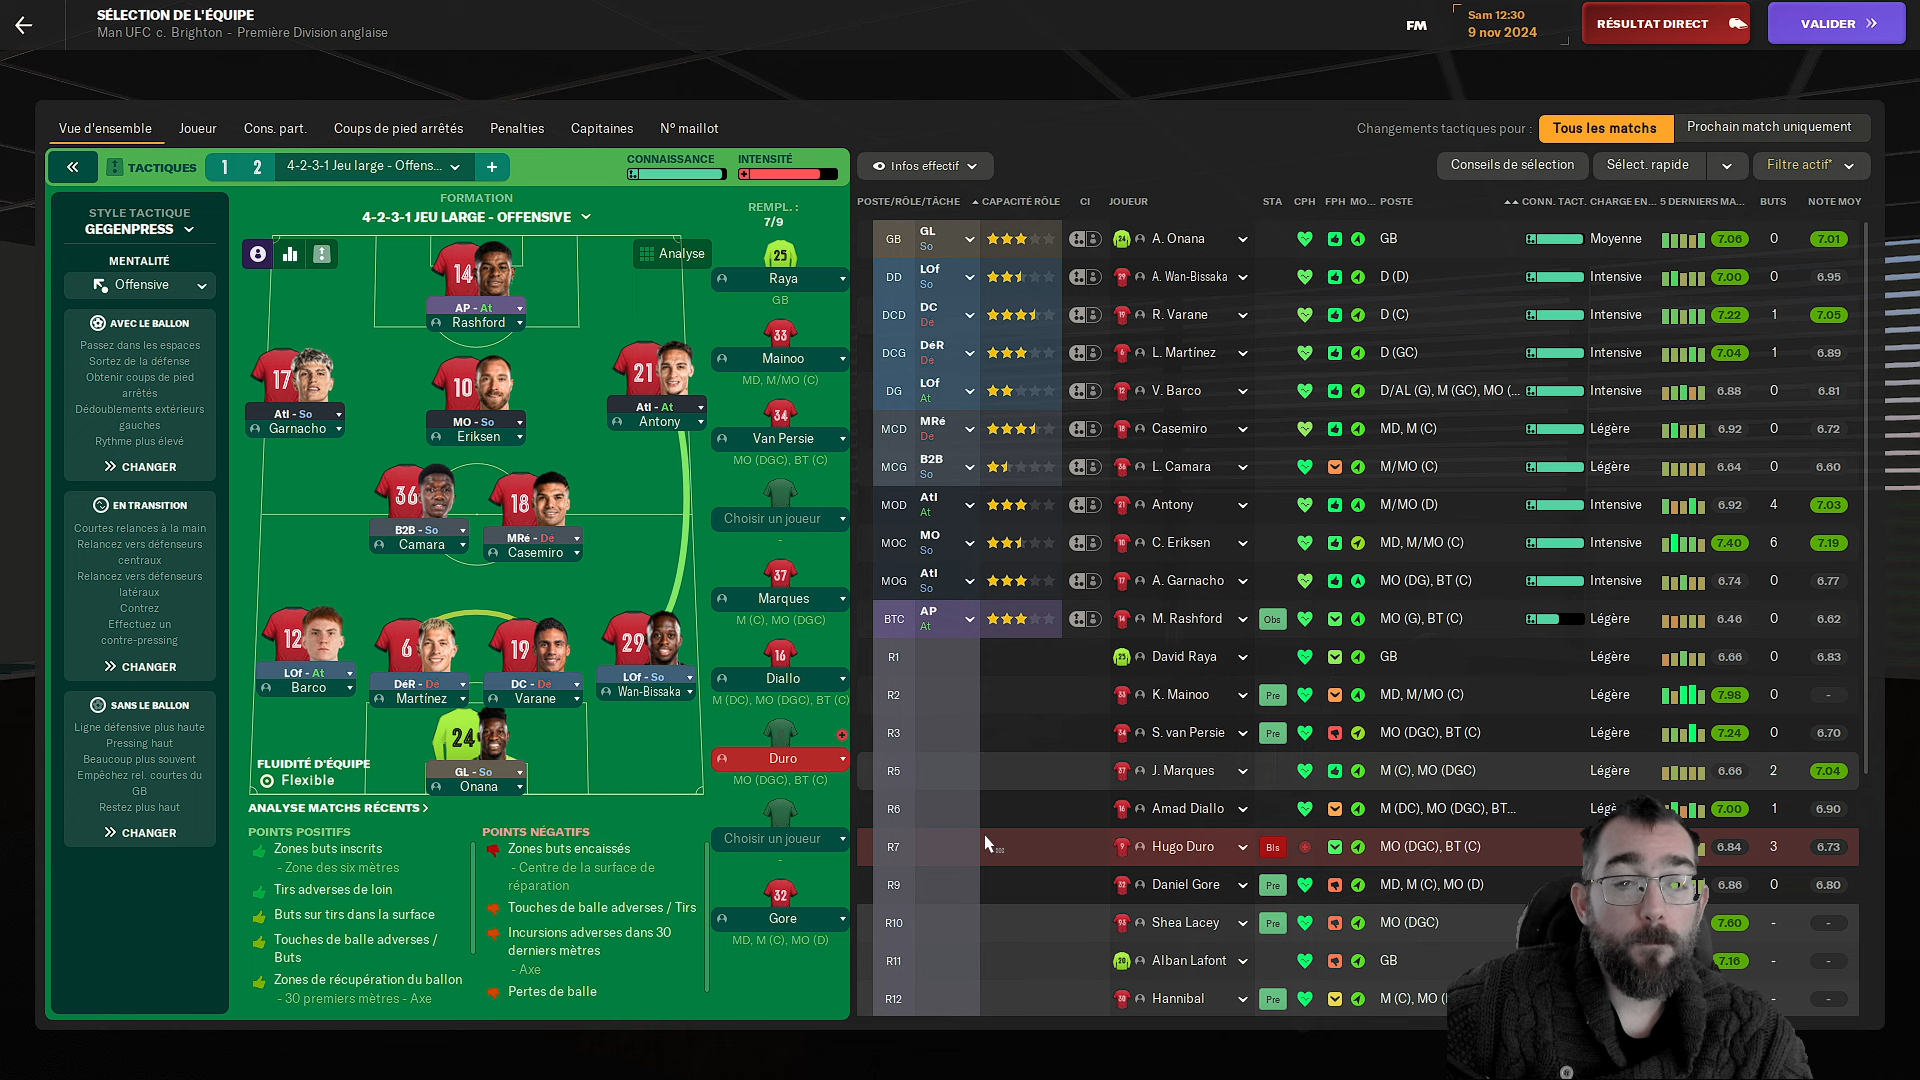 SÉLECTION DE L'ÉQUIPE
Man UFC c. Brighton - Première Division anglaise
FM
Sam 12:30
9 nov 2024
RÉSULTAT DIRECT
VALIDER
Vue d'ensemble
Joueur
Cons. part.
Coups de pied arrêtés
Penalties
Capitaines
N° maillot
Changements tactiques pour :
Tous les matchs
Prochain match uniquement
TACTIQUES
1
2
4-2-3-1 Jeu large - Offens...
CONNAISSANCE
INTENSITÉ
Infos effectif
Conseils de sélection
Sélect. rapide
Filtre actif*
STYLE TACTIQUE
GEGENPRESS
MENTALITÉ
Offensive
AVEC LE BALLON
Passez dans les espaces
Sortez de la défense
Obtenir coups de pied
arrêtés
Dédoublements extérieurs
gauches
Rythme plus élevé
CHANGER
EN TRANSITION
Courtes relances à la main
Relancez vers défenseurs
centraux
Relancez vers défenseurs
latéraux
Contrez
Effectuez un
contre-pressing
CHANGER
SANS LE BALLON
Ligne défensive plus haute
Pressing haut
Beaucoup plus souvent
Empêchez rel. courtes du
GB
Restez plus haut
CHANGER
FORMATION
4-2-3-1 JEU LARGE - OFFENSIVE
REMPL. :
7/9
Analyse
14
AP - At
Rashford
17
Atl - So
Garnacho
10
MO - So
Eriksen
21
Atl - At
Antony
36
B2B - So
Camara
18
MRé - Dé
Casemiro
12
LOf - At
Barco
6
DéR - Dé
Martínez
19
DC - Dé
Varane
29
LOf - So
Wan-Bissaka
24
GL - So
Onana
FLUIDITÉ D'ÉQUIPE
Flexible
25
Raya
GB
33
Mainoo
MD, M/MO (C)
34
Van Persie
MO (DGC), BT (C)
Choisir un joueur
-
37
Marques
M (C), MO (DGC)
16
Diallo
M (DC), MO (DGC), BT (C)
Duro
MO (DGC), BT (C)
Choisir un joueur
-
32
Gore
MD, M (C), MO (D)
ANALYSE MATCHS RÉCENTS
POINTS POSITIFS
Zones buts inscrits
- Zone des six mètres
Tirs adverses de loin
Buts sur tirs dans la surface
Touches de balle adverses /
Buts
Zones de récupération du ballon
- 30 premiers mètres - Axe
POINTS NÉGATIFS
Zones buts encaissés
- Centre de la surface de
réparation
Touches de balle adverses / Tirs
Incursions adverses dans 30
derniers mètres
- Axe
Pertes de balle
POSTE/RÔLE/TÂCHE CAPACITÉ RÔLE CI JOUEUR STA CPH FPH MO... POSTE CONN. TACT. CHARGE EN... 5 DERNIERS MA... BUTS NOTE MOY
GB GL So A. Onana GB Moyenne 7.06 0 7.01
DD LOf So A. Wan-Bissaka D (D) Intensive 7.00 0 6.95
DCD DC Dé R. Varane D (C) Intensive 7.22 1 7.05
DCG DéR Dé L. Martínez D (GC) Intensive 7.04 1 6.89
DG LOf At V. Barco D/AL (G), M (GC), MO (... Intensive 6.88 0 6.81
MCD MRé Dé Casemiro MD, M (C) Légère 6.92 0 6.72
MCG B2B So L. Camara M/MO (C) Légère 6.64 0 6.60
MOD Atl At Antony M/MO (D) Intensive 6.92 4 7.03
MOC MO So C. Eriksen MD, M/MO (C) Intensive 7.40 6 7.19
MOG Atl So A. Garnacho MO (DG), BT (C) Intensive 6.74 0 6.77
BTC AP At M. Rashford Obs MO (G), BT (C) Légère 6.46 0 6.62
R1 David Raya GB Légère 6.66 0 6.83
R2 K. Mainoo Pre MD, M/MO (C) Légère 7.98 0 -
R3 S. van Persie Pre MO (DGC), BT (C) Légère 7.24 0 6.70
R5 J. Marques M (C), MO (DGC) Légère 6.66 2 7.04
R6 Amad Diallo M (DC), MO (DGC), BT... 7.00 1 6.90
R7 Hugo Duro Bls MO (DGC), BT (C) 6.84 3 6.73
R9 Daniel Gore Pre MD, M (C), MO (D) 6.86 0 6.80
R10 Shea Lacey Pre MO (DGC) 7.60 - -
R11 Alban Lafont GB 7.16 - -
R12 Hannibal Pre M (C), MO - -